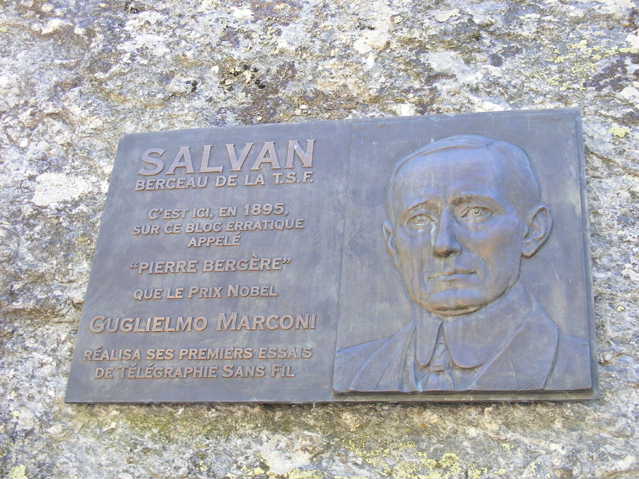 SALVAN
BERCEAU DE LA T.S.F.
C'EST ICI, EN 1895,
SUR CE BLOC ERRATIQUE
APPELÉ
"PIERRE BERGÈRE"
QUE LE PRIX NOBEL
GUGLIELMO MARCONI
RÉALISA SES PREMIERS ESSAIS
DE TÉLÉGRAPHIE SANS FIL